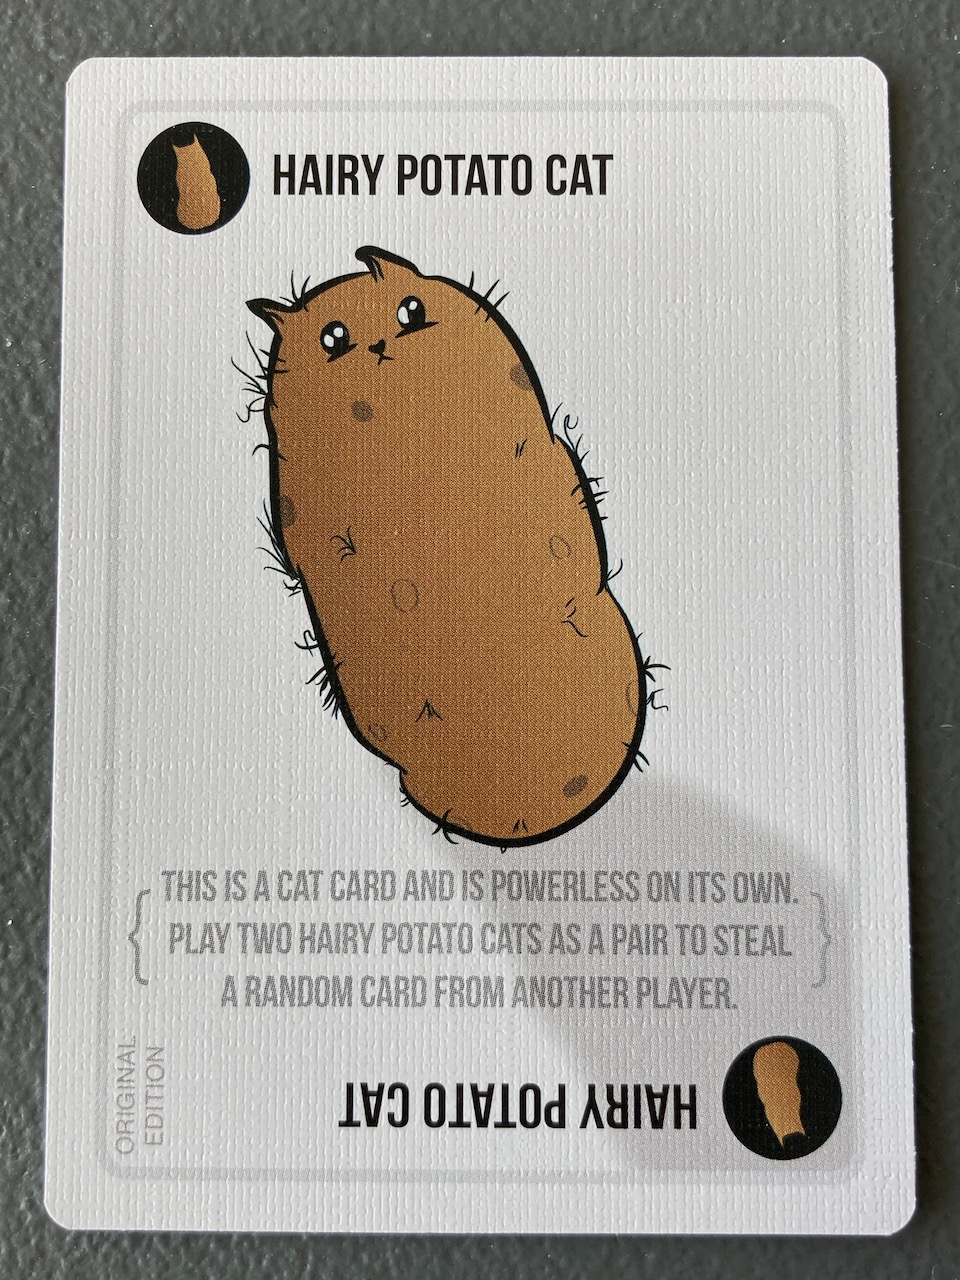 HAIRY POTATO CAT
THIS IS A CAT CARD AND IS POWERLESS ON ITS OWN.
PLAY TWO HAIRY POTATO CATS AS A PAIR TO STEAL
A RANDOM CARD FROM ANOTHER PLAYER.
ORIGINAL
EDITION
HAIRY POTATO CAT